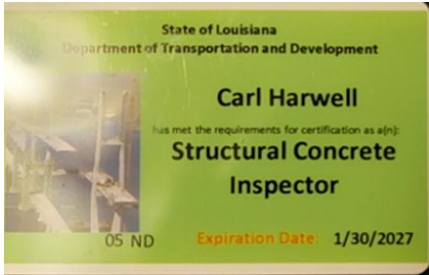 State of Louisiana
Department of Transportation and Development
Carl Harwell
has met the requirements for certification as a(n):
Structural Concrete
Inspector
05 ND
Expiration Date: 1/30/2027